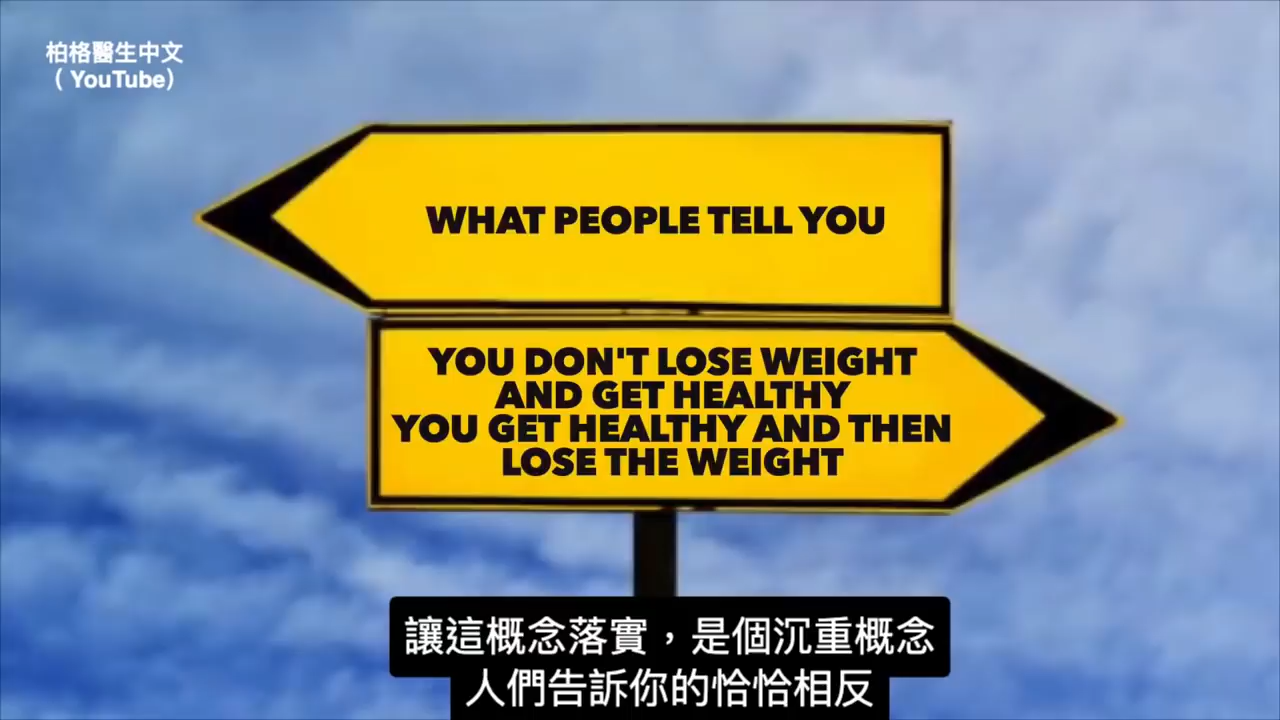 柏格醫生中文
（YouTube）
WHAT PEOPLE TELL YOU
YOU DON'T LOSE WEIGHT
AND GET HEALTHY
YOU GET HEALTHY AND THEN
LOSE THE WEIGHT
讓這概念落實，是個沉重概念
人們告訴你的恰恰相反